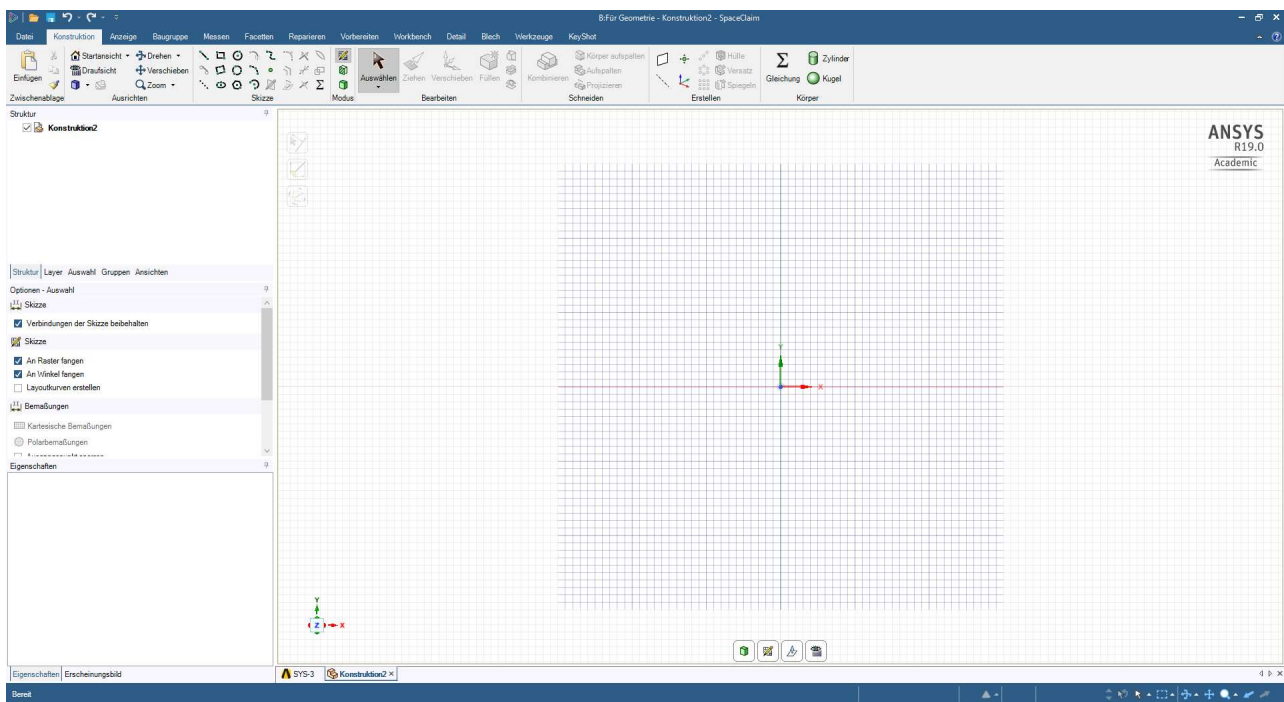 B:Für Geometrie - Konstruktion2 - SpaceClaim
Datei Konstruktion Anzeige Baugruppe Messen Facetten Reparieren Vorbereiten Workbench Detail Blech Werkzeuge KeyShot
Einfügen
Startansicht
Draufsicht
Drehen
Verschieben
Zoom
Auswählen Ziehen Verschieben Füllen
Kombinieren
Körper aufspalten
Aufspalten
Projizieren
Hülle
Versatz
Spiegeln
Gleichung
Zylinder
Kugel
Zwischenablage Ausrichten Skizze Modus Bearbeiten Schneiden Erstellen Körper
Struktur
Konstruktion2
Struktur Layer Auswahl Gruppen Ansichten
Optionen - Auswahl
Skizze
Verbindungen der Skizze beibehalten
Skizze
An Raster fangen
An Winkel fangen
Layoutkurven erstellen
Bemaßungen
Kartesische Bemaßungen
Polarbemaßungen
Eigenschaften
Eigenschaften Erscheinungsbild
ANSYS
R19.0
Academic
Y
X
Y
Z X
SYS-3 Konstruktion2
Bereit